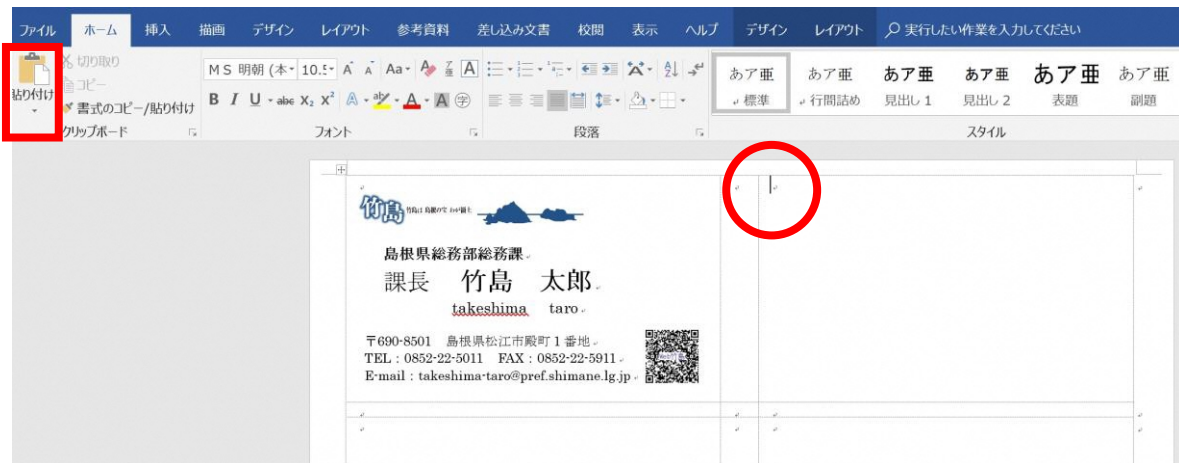 ファイル ホーム 挿入 描画 デザイン レイアウト 参考資料 差し込み文書 校閲 表示 ヘルプ デザイン レイアウト 実行したい作業を入力してください
切り取り
コピー
貼り付け
書式のコピー/貼り付け
クリップボード
ＭＳ 明朝 (本 10.5 A A Aa A
B I U abc X₂ X² A A A 字
フォント
段落
あア亜 あア亜 あア亜 あア亜 あア亜 あア亜
標準 行間詰め 見出し 1 見出し 2 表題 副題
スタイル
竹島
島根県総務部総務課
課長 竹島 太郎
takeshima taro
〒690-8501 島根県松江市殿町１番地
TEL：0852-22-5011 FAX：0852-22-5911
E-mail：takeshima-taro@pref.shimane.lg.jp